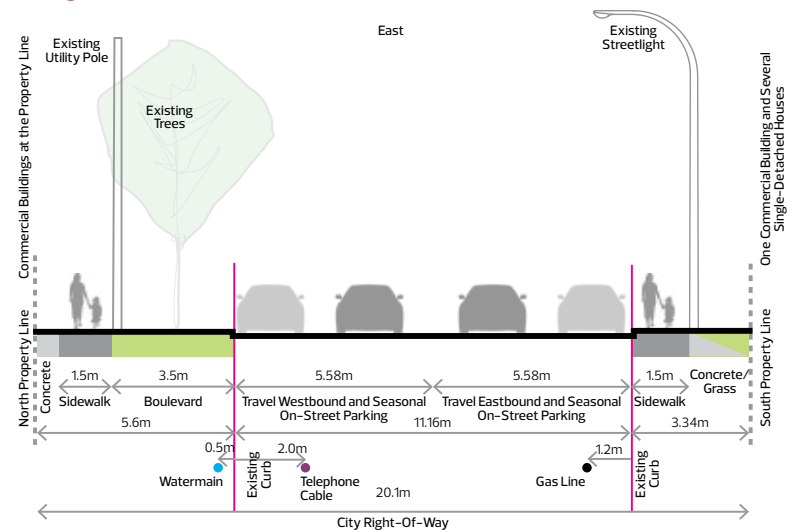 East
Existing
Utility Pole
Existing
Trees
Existing
Streetlight
Commercial Buildings at the Property Line
One Commercial Building and Several
Single-Detached Houses
North Property Line
South Property Line
Concrete
1.5m
3.5m
5.58m
5.58m
1.5m
Concrete/
Grass
Sidewalk
Boulevard
Travel Westbound and Seasonal
On-Street Parking
Travel Eastbound and Seasonal
On-Street Parking
Sidewalk
5.6m
11.16m
3.34m
0.5m
2.0m
1.2m
Watermain
Existing
Curb
Telephone
Cable
Gas Line
Existing
Curb
20.1m
City Right-Of-Way